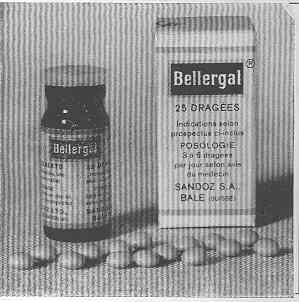 Bellergal®
25 DRAGÉES
Indications selon
prospectus ci-inclus
POSOLOGIE
3 à 6 dragées
par jour selon avis
du médecin
SANDOZ S.A.
BALE (SUISSE)
Bellergal